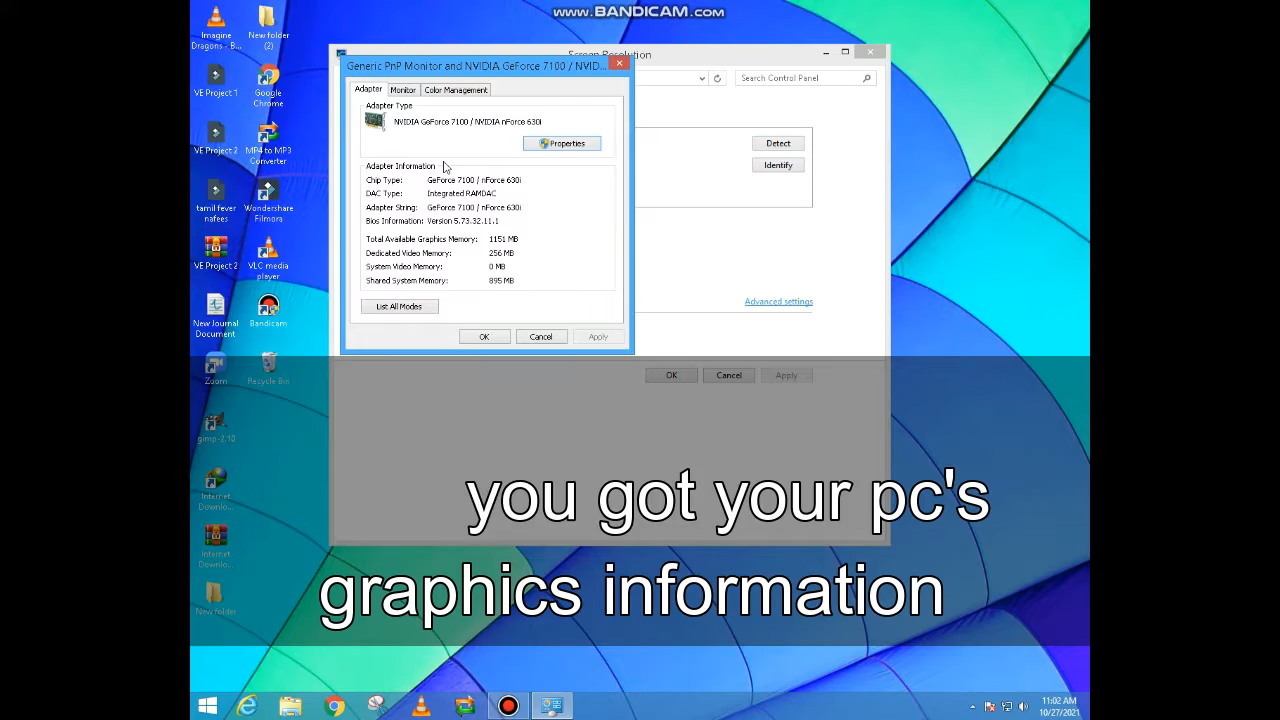 www.BANDICAM.com
Imagine
Dragons - B...
New folder
(2)
VE Project 1
Google
Chrome
VE Project 2
MP4 to MP3
Converter
tamil fever
nafees
Wondershare
Filmora
VE Project 2
VLC media
player
New Journal
Document
Bandicam
Zoom
Recycle Bin
gimp-2.10
Internet
Downlo...
Internet
Downlo...
New folder
Screen Resolution
Search Control Panel
Detect
Identify
Advanced settings
OK
Cancel
Apply
Generic PnP Monitor and NVIDIA GeForce 7100 / NVID...
Adapter
Monitor
Color Management
Adapter Type
NVIDIA GeForce 7100 / NVIDIA nForce 630i
Properties
Adapter Information
Chip Type: GeForce 7100 / nForce 630i
DAC Type: Integrated RAMDAC
Adapter String: GeForce 7100 / nForce 630i
Bios Information: Version 5.73.32.11.1
Total Available Graphics Memory: 1151 MB
Dedicated Video Memory: 256 MB
System Video Memory: 0 MB
Shared System Memory: 895 MB
List All Modes
OK
Cancel
Apply
you got your pc's
graphics information
11:02 AM
10/27/2021